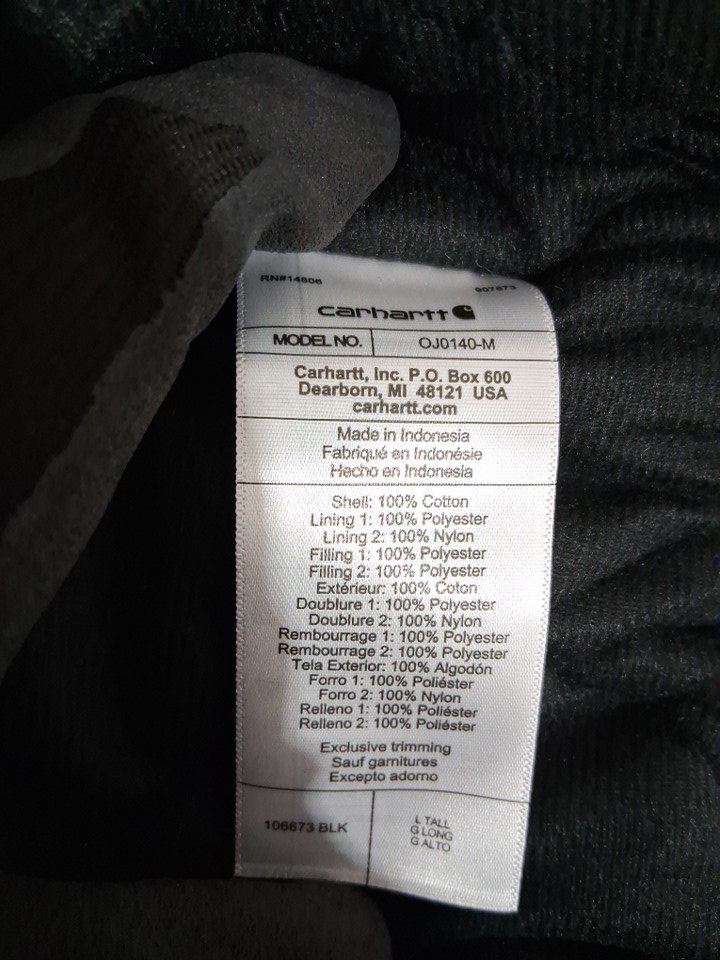 RN#14806 907873
carhartt
MODEL NO. OJ0140-M
Carhartt, Inc. P.O. Box 600
Dearborn, MI 48121 USA
carhartt.com
Made in Indonesia
Fabriqué en Indonésie
Hecho en Indonesia
Shell: 100% Cotton
Lining 1: 100% Polyester
Lining 2: 100% Nylon
Filling 1: 100% Polyester
Filling 2: 100% Polyester
Extérieur: 100% Coton
Doublure 1: 100% Polyester
Doublure 2: 100% Nylon
Rembourrage 1: 100% Polyester
Rembourrage 2: 100% Polyester
Tela Exterior: 100% Algodón
Forro 1: 100% Poliéster
Forro 2: 100% Nylon
Relleno 1: 100% Poliéster
Relleno 2: 100% Poliéster
Exclusive trimming
Sauf garnitures
Excepto adorno
106673 BLK
L TALL
G LONG
G ALTO